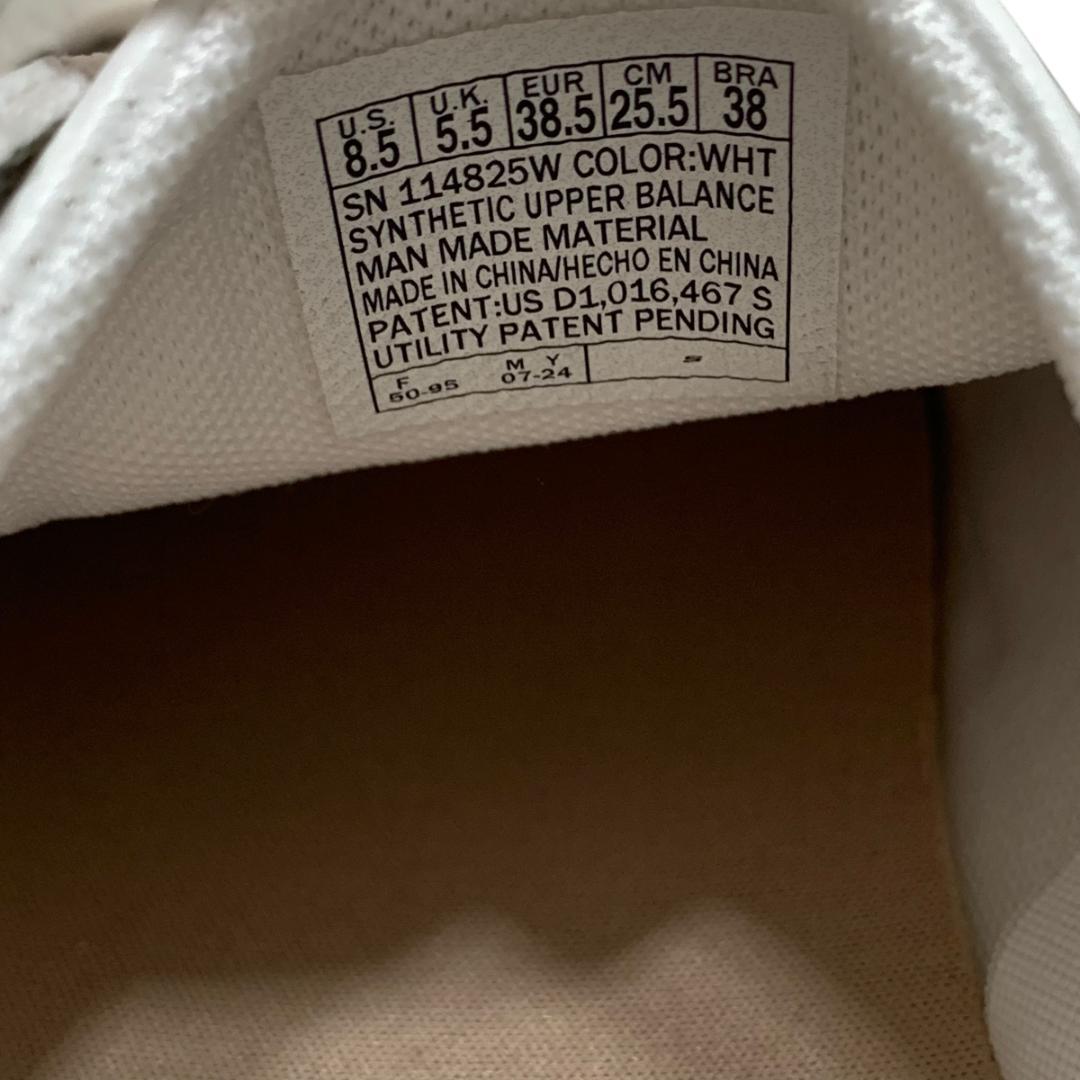 U.S. U.K. EUR CM BRA
8.5 5.5 38.5 25.5 38
SN 114825W COLOR:WHT
SYNTHETIC UPPER BALANCE
MAN MADE MATERIAL
MADE IN CHINA/HECHO EN CHINA
PATENT:US D1,016,467 S
UTILITY PATENT PENDING
F M Y S
50-95 07-24